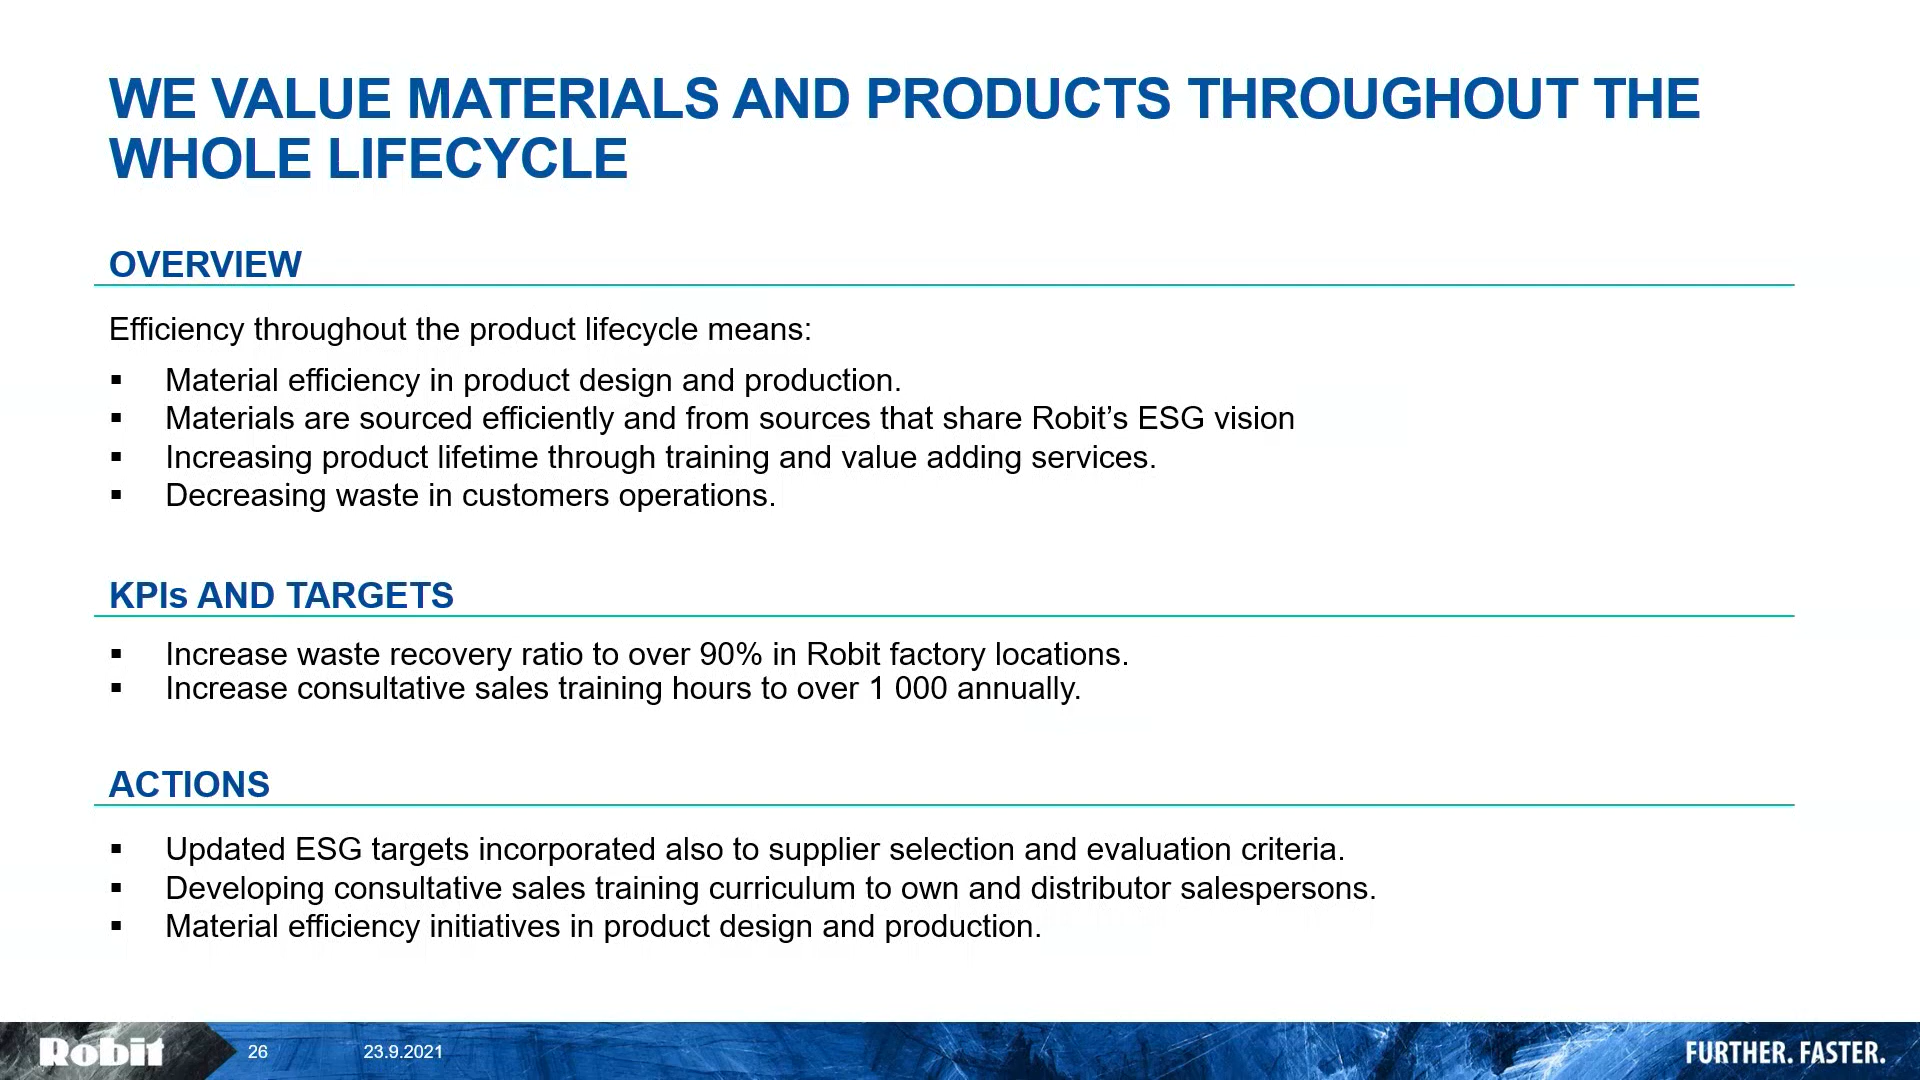 WE VALUE MATERIALS AND PRODUCTS THROUGHOUT THE
WHOLE LIFECYCLE
OVERVIEW
Efficiency throughout the product lifecycle means:
▪ Material efficiency in product design and production.
▪ Materials are sourced efficiently and from sources that share Robit’s ESG vision
▪ Increasing product lifetime through training and value adding services.
▪ Decreasing waste in customers operations.
KPIs AND TARGETS
▪ Increase waste recovery ratio to over 90% in Robit factory locations.
▪ Increase consultative sales training hours to over 1 000 annually.
ACTIONS
▪ Updated ESG targets incorporated also to supplier selection and evaluation criteria.
▪ Developing consultative sales training curriculum to own and distributor salespersons.
▪ Material efficiency initiatives in product design and production.
Robit 26 23.9.2021 FURTHER. FASTER.